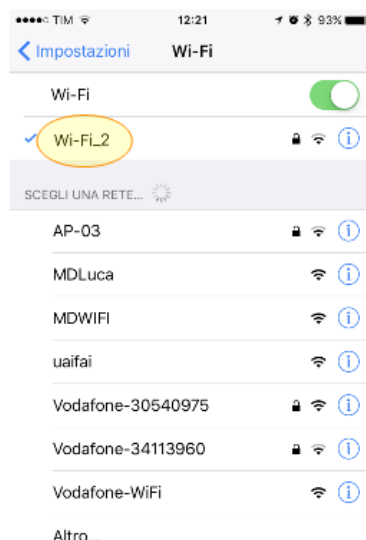 TIM 12:21 93%
Impostazioni Wi-Fi
Wi-Fi
Wi-Fi_2
SCEGLI UNA RETE...
AP-03
MDLuca
MDWIFI
uaifai
Vodafone-30540975
Vodafone-34113960
Vodafone-WiFi
Altro...